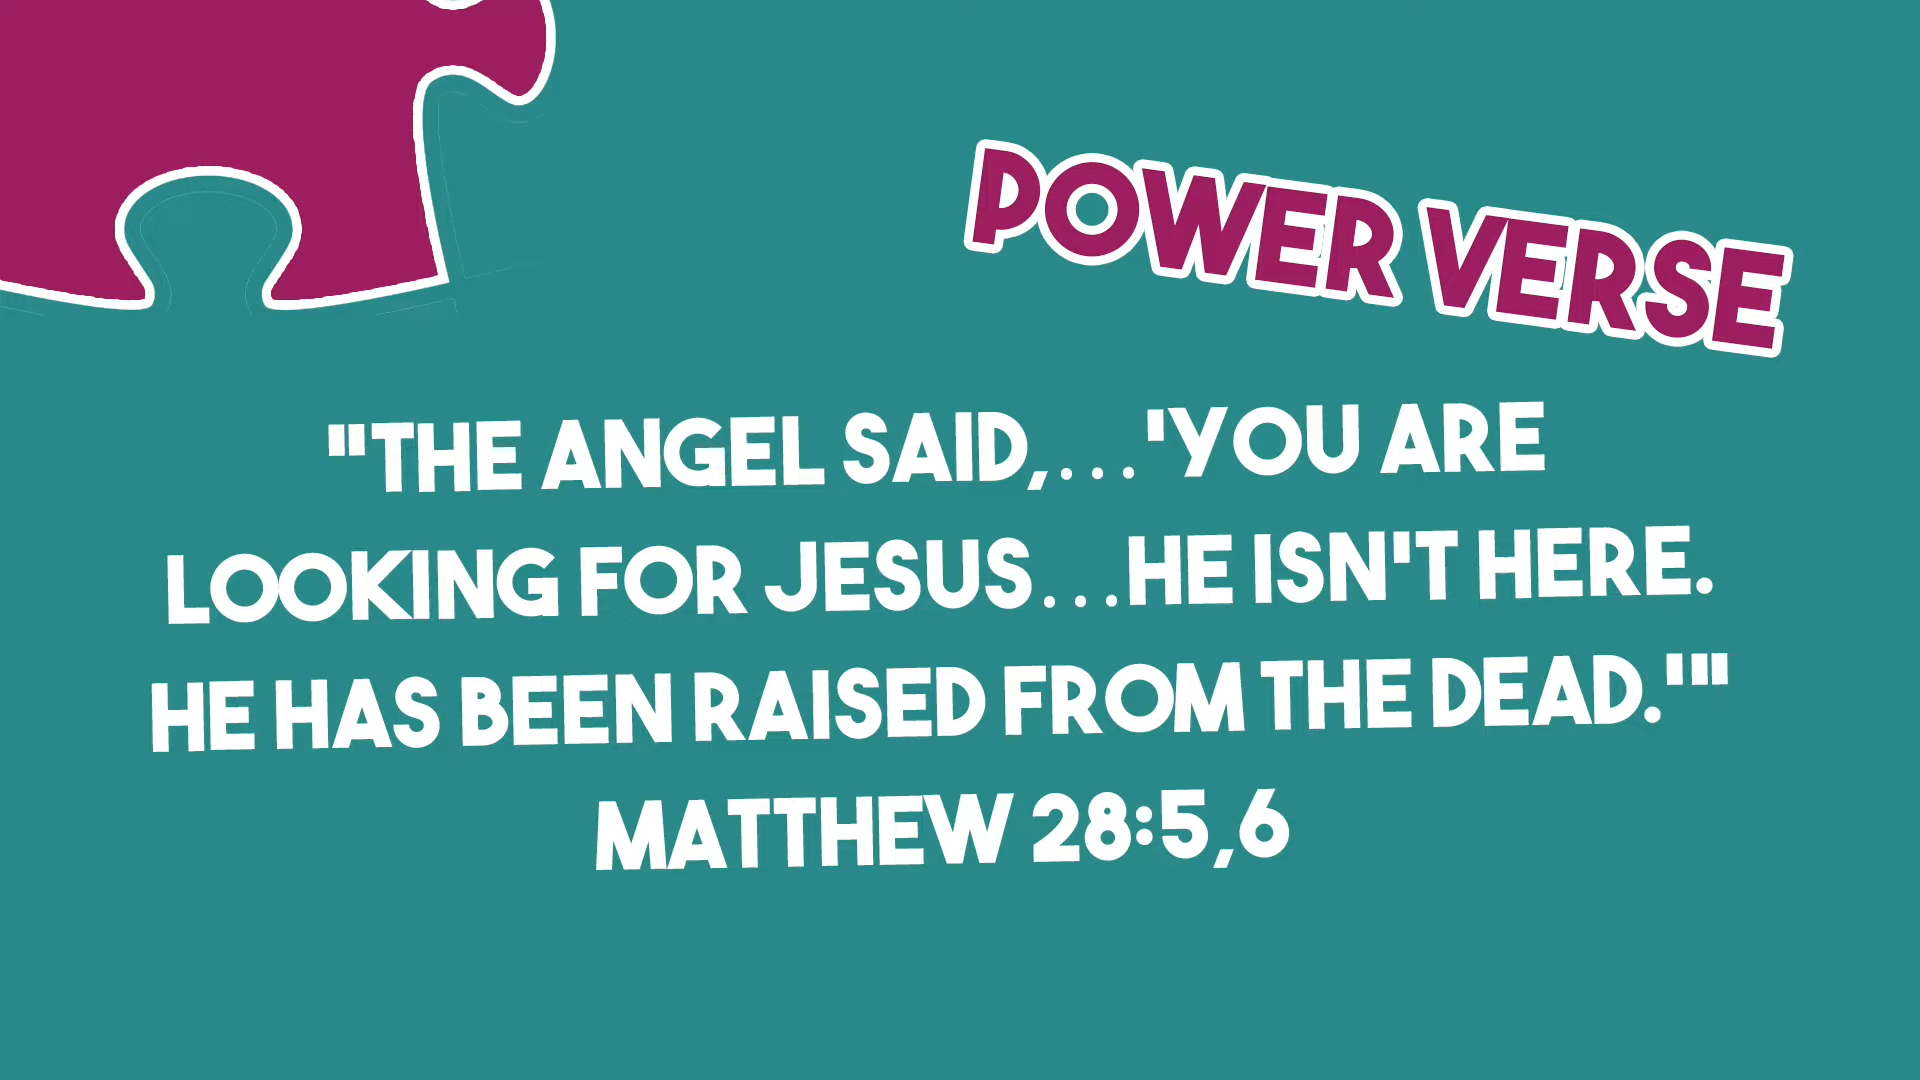 POWER VERSE
"THE ANGEL SAID,...'YOU ARE
LOOKING FOR JESUS...HE ISN'T HERE.
HE HAS BEEN RAISED FROM THE DEAD.'"
MATTHEW 28:5,6